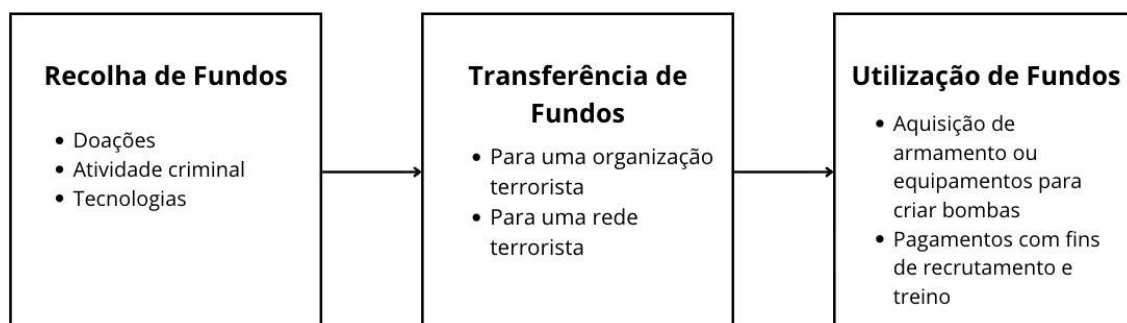 Recolha de Fundos
• Doações
• Atividade criminal
• Tecnologias
Transferência de
Fundos
• Para uma organização
terrorista
• Para uma rede
terrorista
Utilização de Fundos
• Aquisição de
armamento ou
equipamentos para
criar bombas
• Pagamentos com fins
de recrutamento e
treino